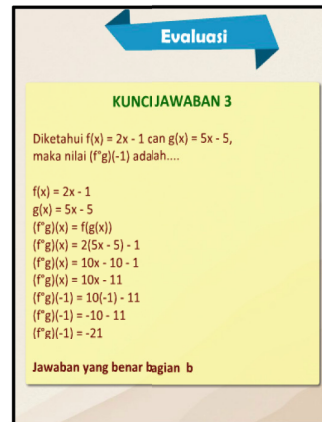 Evaluasi
KUNCI JAWABAN 3
Diketahui f(x) = 2x - 1 can g(x) = 5x - 5,
maka nilai (f°g)(-1) adalah....
f(x) = 2x - 1
g(x) = 5x - 5
(f°g)(x) = f(g(x))
(f°g)(x) = 2(5x - 5) - 1
(f°g)(x) = 10x - 10 - 1
(f°g)(x) = 10x - 11
(f°g)(-1) = 10(-1) - 11
(f°g)(-1) = -10 - 11
(f°g)(-1) = -21
Jawaban yang benar bagian b